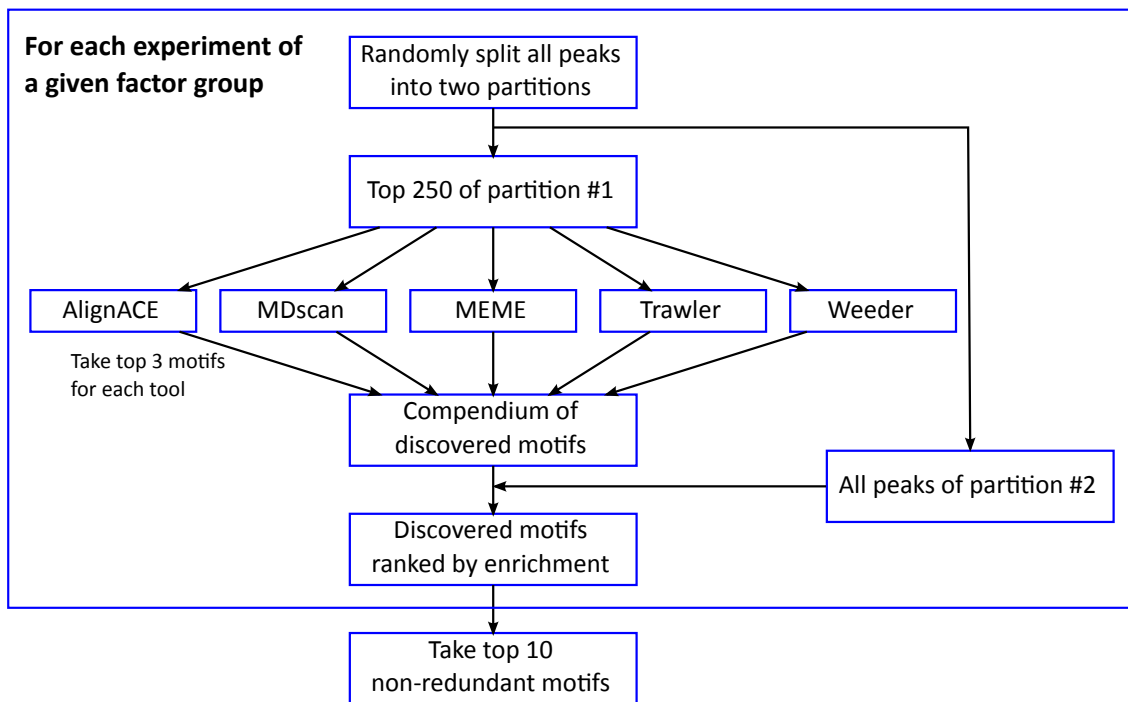 For each experiment of
a given factor group
Randomly split all peaks
into two partitions
Top 250 of partition #1
AlignACE
MDscan
MEME
Trawler
Weeder
Take top 3 motifs
for each tool
Compendium of
discovered motifs
All peaks of partition #2
Discovered motifs
ranked by enrichment
Take top 10
non-redundant motifs